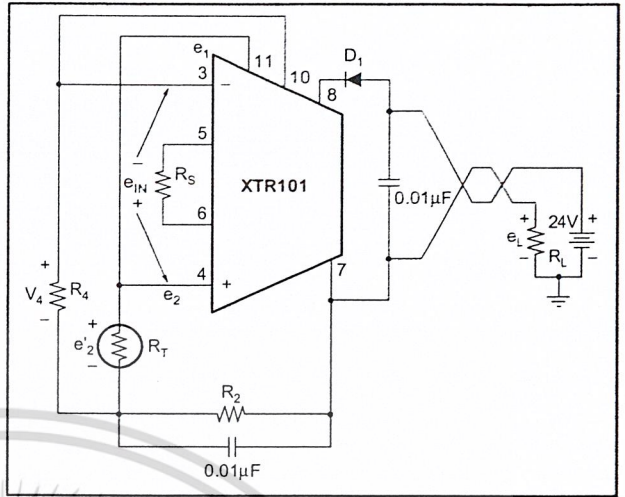 e1
11
3
−
10
D1
8
5
−
eIN
RS
XTR101
0.01μF
+
6
24V
+
+
eL
−
RL
−
4
+
7
e2
+
V4
R4
−
+
e'2
RT
−
R2
0.01μF